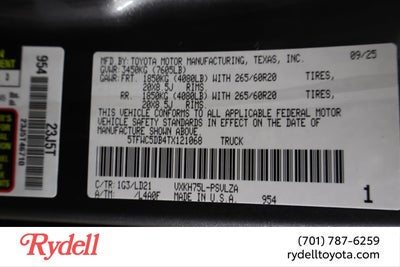 MFD. BY: TOYOTA MOTOR MANUFACTURING, TEXAS, INC. 09/25
GVWR: 3450KG (7605LB)
GAWR:FRT. 1850KG (4080LB) WITH 265/60R20 TIRES,
20X8.5J RIMS.
RR. 1850KG (4080LB) WITH 265/60R20 TIRES,
20X8.5J RIMS.
THIS VEHICLE CONFORMS TO ALL APPLICABLE FEDERAL MOTOR
VEHICLE SAFETY STANDARDS IN EFFECT ON THE DATE OF
MANUFACTURE SHOWN ABOVE.
5TFWC5DB4TX121068 TRUCK
C/TR:1G3/LD21 VXKH75L-PSVLZA
A/TM: /L4A0F MADE IN U.S.A. 954 1
954
23J5T
Rydell
(701) 787-6259
rydelltoyota.com